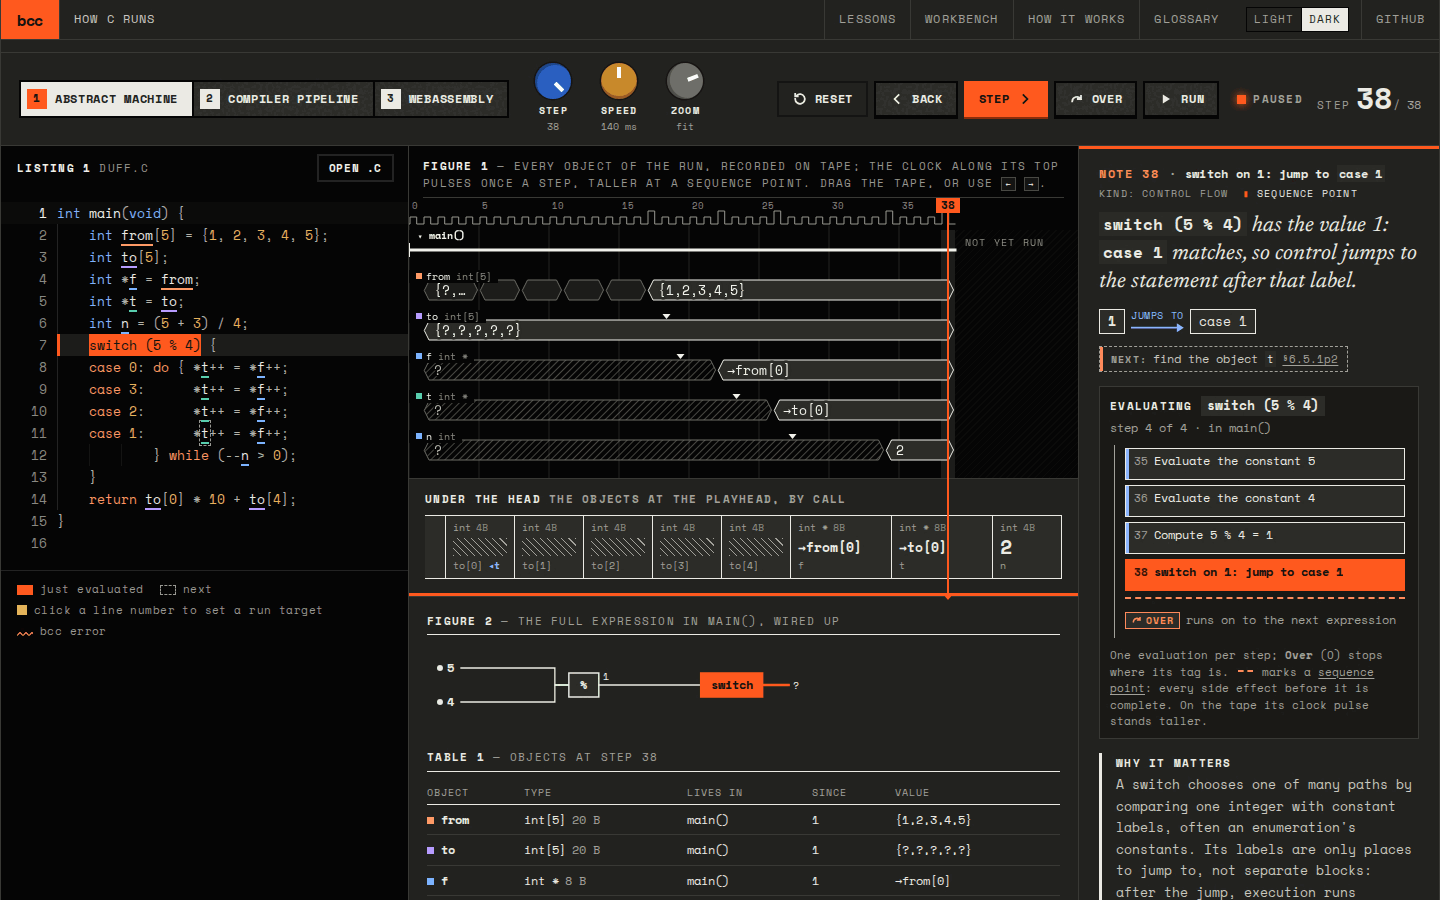 bcc HOW C RUNS LESSONS WORKBENCH HOW IT WORKS GLOSSARY LIGHT DARK GITHUB
1 ABSTRACT MACHINE 2 COMPILER PIPELINE 3 WEBASSEMBLY
STEP 38
SPEED 140 ms
ZOOM fit
RESET BACK STEP OVER RUN PAUSED STEP 38 / 38
LISTING 1 DUFF.C OPEN .C
1 int main(void) {
2 int from[5] = {1, 2, 3, 4, 5};
3 int to[5];
4 int *f = from;
5 int *t = to;
6 int n = (5 + 3) / 4;
7 switch (5 % 4) {
8 case 0: do { *t++ = *f++;
9 case 3: *t++ = *f++;
10 case 2: *t++ = *f++;
11 case 1: *t++ = *f++;
12 } while (--n > 0);
13 }
14 return to[0] * 10 + to[4];
15 }
16
just evaluated next
click a line number to set a run target
bcc error
FIGURE 1 — EVERY OBJECT OF THE RUN, RECORDED ON TAPE; THE CLOCK ALONG ITS TOP
PULSES ONCE A STEP, TALLER AT A SEQUENCE POINT. DRAG THE TAPE, OR USE ← → .
0 5 10 15 20 25 30 35 38
main()
NOT YET RUN
from int[5]
{?,… {1,2,3,4,5}
to int[5]
{?,?,?,?,?}
f int *
? →from[0]
t int *
? →to[0]
n int
? 2
UNDER THE HEAD THE OBJECTS AT THE PLAYHEAD, BY CALL
int 4B int 4B int 4B int 4B int 4B int * 8B int * 8B int 4B
→from[0] →to[0] 2
to[0] ◂t to[1] to[2] to[3] to[4] f t n
FIGURE 2 — THE FULL EXPRESSION IN MAIN(), WIRED UP
5
4
% 1 switch ?
TABLE 1 — OBJECTS AT STEP 38
OBJECT TYPE LIVES IN SINCE VALUE
from int[5] 20 B main() 1 {1,2,3,4,5}
to int[5] 20 B main() 1 {?,?,?,?,?}
f int * 8 B main() 1 →from[0]
NOTE 38 · switch on 1: jump to case 1
KIND: CONTROL FLOW SEQUENCE POINT
switch (5 % 4) has the value 1:
case 1 matches, so control jumps to
the statement after that label.
1 JUMPS TO case 1
NEXT: find the object t §6.5.1p2
EVALUATING switch (5 % 4)
step 4 of 4 · in main()
35 Evaluate the constant 5
36 Evaluate the constant 4
37 Compute 5 % 4 = 1
38 switch on 1: jump to case 1
OVER runs on to the next expression
One evaluation per step; Over (O) stops
where its tag is. marks a sequence
point: every side effect before it is
complete. On the tape its clock pulse
stands taller.
WHY IT MATTERS
A switch chooses one of many paths by
comparing one integer with constant
labels, often an enumeration's
constants. Its labels are only places
to jump to, not separate blocks:
after the jump, execution runs